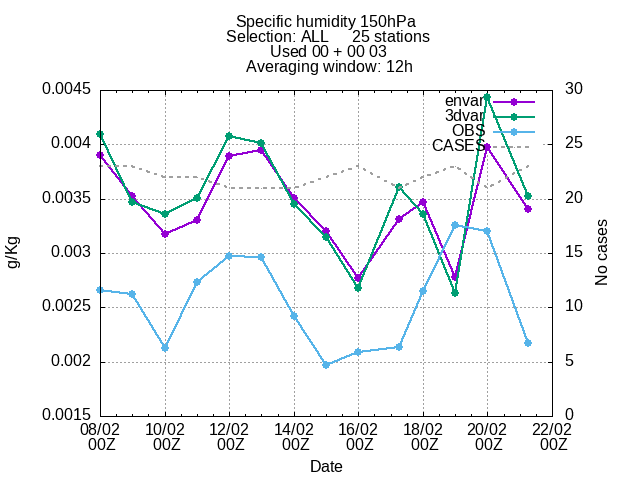 Specific humidity 150hPa
Selection: ALL      25 stations
Used 00 + 00 03
Averaging window: 12h
0.0045
0.004
0.0035
0.003
0.0025
0.002
0.0015
30
25
20
15
10
5
0
envar
3dvar
OBS
CASES
g/Kg
No cases
08/02 10/02 12/02 14/02 16/02 18/02 20/02 22/02
00Z 00Z 00Z 00Z 00Z 00Z 00Z 00Z
Date